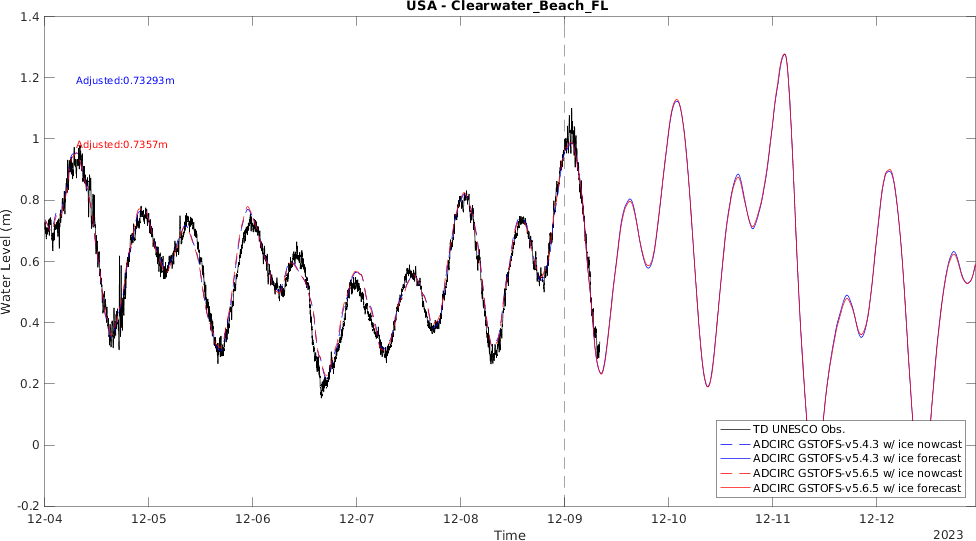 USA - Clearwater_Beach_FL
1.4
1.2
1
0.8
0.6
0.4
0.2
0
-0.2
Water Level (m)
Adjusted:0.73293m
Adjusted:0.7357m
TD UNESCO Obs.
ADCIRC GSTOFS-v5.4.3 w/ ice nowcast
ADCIRC GSTOFS-v5.4.3 w/ ice forecast
ADCIRC GSTOFS-v5.6.5 w/ ice nowcast
ADCIRC GSTOFS-v5.6.5 w/ ice forecast
12-04 12-05 12-06 12-07 12-08 12-09 12-10 12-11 12-12
Time
2023